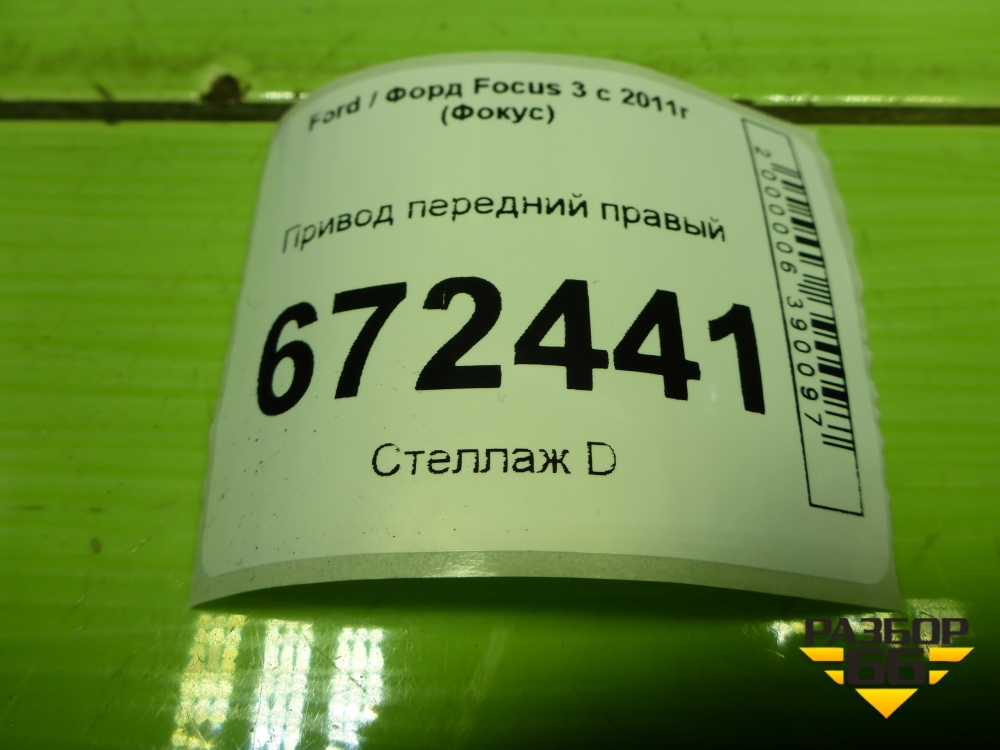 Ford / Форд Focus 3 с 2011г
(Фокус)
Привод передний правый
672441
Стеллаж D
2000006390097
РАЗБОР
66